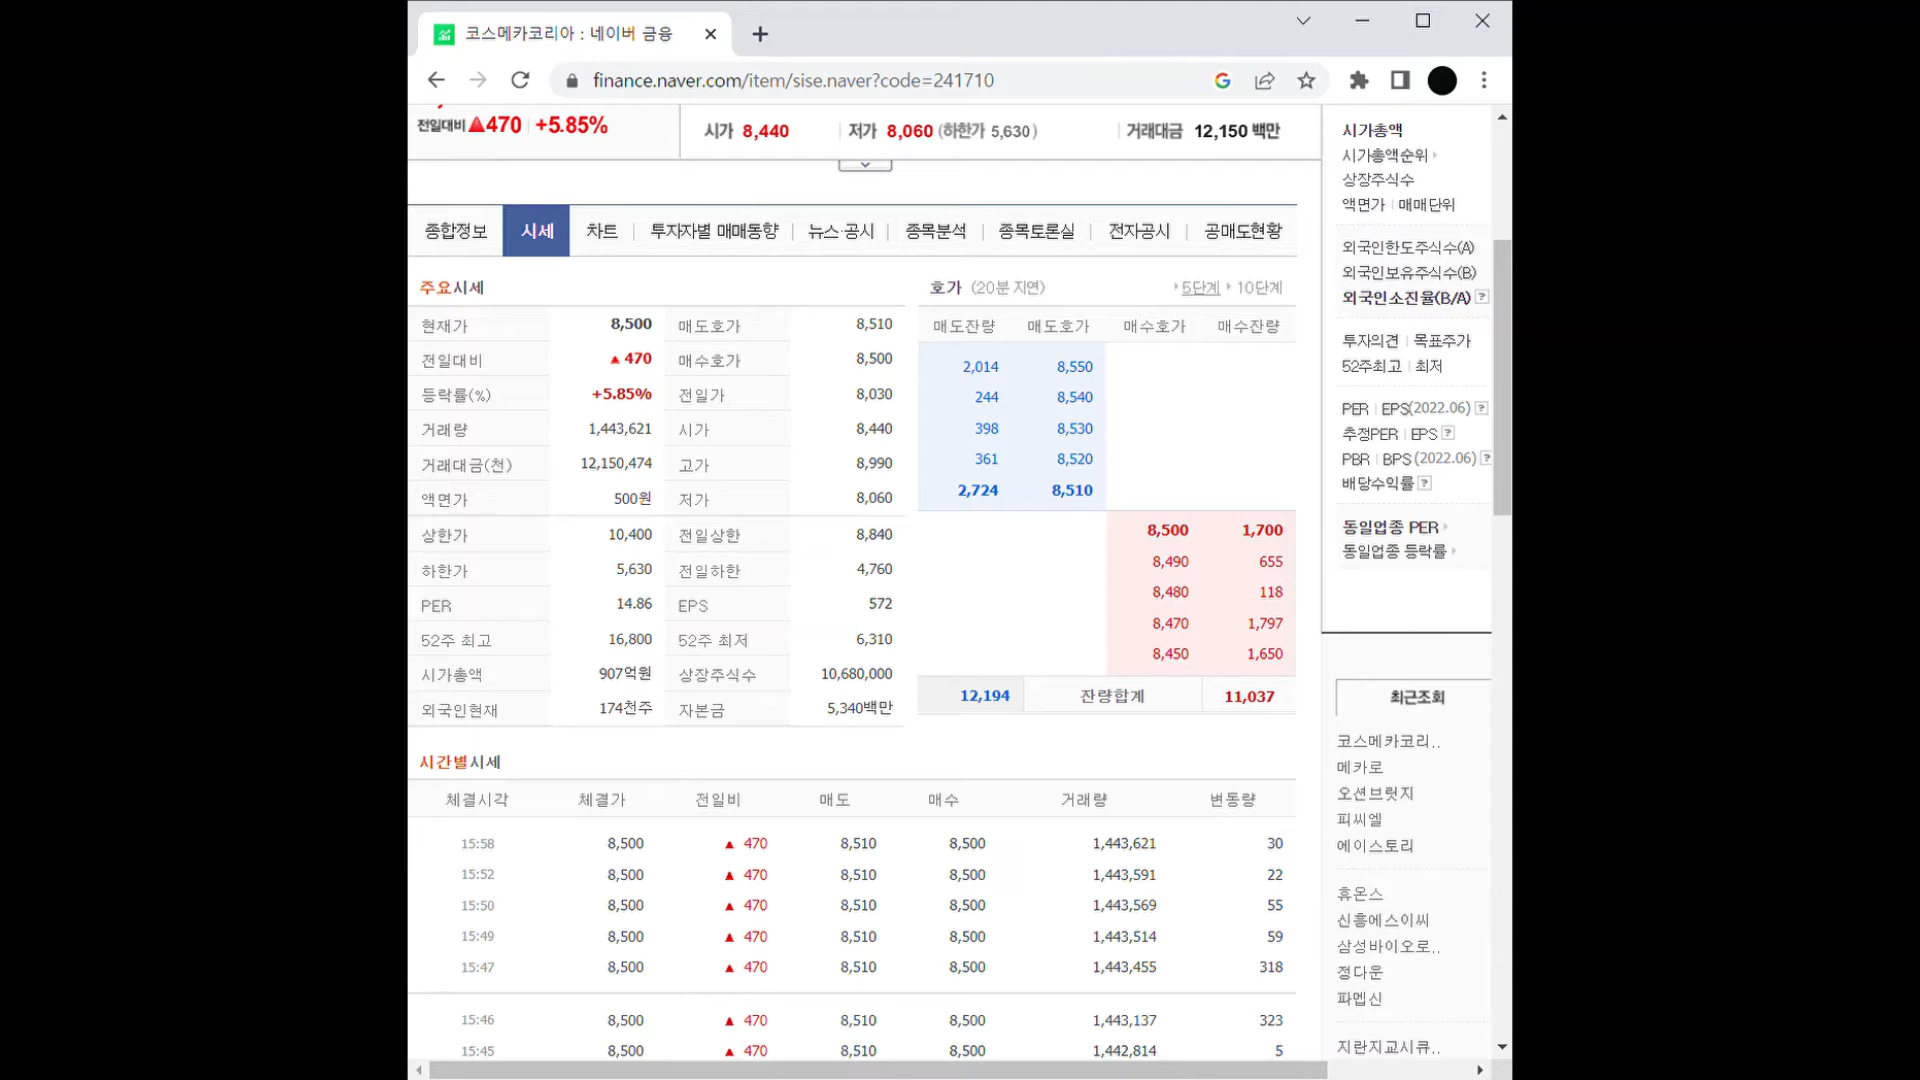 코스메카코리아 : 네이버 금융
finance.naver.com/item/sise.naver?code=241710
전일대비 ▲470 +5.85%
시가 8,440 저가 8,060 (하한가 5,630) 거래대금 12,150 백만
종합정보 시세 차트 투자자별 매매동향 뉴스·공시 종목분석 종목토론실 전자공시 공매도현황
주요시세
현재가 8,500 매도호가 8,510
전일대비 ▲ 470 매수호가 8,500
등락률(%) +5.85% 전일가 8,030
거래량 1,443,621 시가 8,440
거래대금(천) 12,150,474 고가 8,990
액면가 500원 저가 8,060
상한가 10,400 전일상한 8,840
하한가 5,630 전일하한 4,760
PER 14.86 EPS 572
52주 최고 16,800 52주 최저 6,310
시가총액 907억원 상장주식수 10,680,000
외국인현재 174천주 자본금 5,340백만
호가 (20분 지연) 5단계 10단계
매도잔량 매도호가 매수호가 매수잔량
2,014 8,550
244 8,540
398 8,530
361 8,520
2,724 8,510
8,500 1,700
8,490 655
8,480 118
8,470 1,797
8,450 1,650
12,194 잔량합계 11,037
시간별시세
체결시각 체결가 전일비 매도 매수 거래량 변동량
15:58 8,500 ▲ 470 8,510 8,500 1,443,621 30
15:52 8,500 ▲ 470 8,510 8,500 1,443,591 22
15:50 8,500 ▲ 470 8,510 8,500 1,443,569 55
15:49 8,500 ▲ 470 8,510 8,500 1,443,514 59
15:47 8,500 ▲ 470 8,510 8,500 1,443,455 318
15:46 8,500 ▲ 470 8,510 8,500 1,443,137 323
15:45 8,500 ▲ 470 8,510 8,500 1,442,814 5
시가총액
시가총액순위
상장주식수
액면가 매매단위
외국인한도주식수(A)
외국인보유주식수(B)
외국인소진율(B/A) ?
투자의견 목표주가
52주최고 최저
PER EPS(2022.06) ?
추정PER EPS ?
PBR BPS (2022.06) ?
배당수익률 ?
동일업종 PER
동일업종 등락률
최근조회
코스메카코리..
메카로
오션브릿지
피씨엘
에이스토리
휴온스
신흥에스이씨
삼성바이오로..
정다운
파멥신
지란지교시큐..